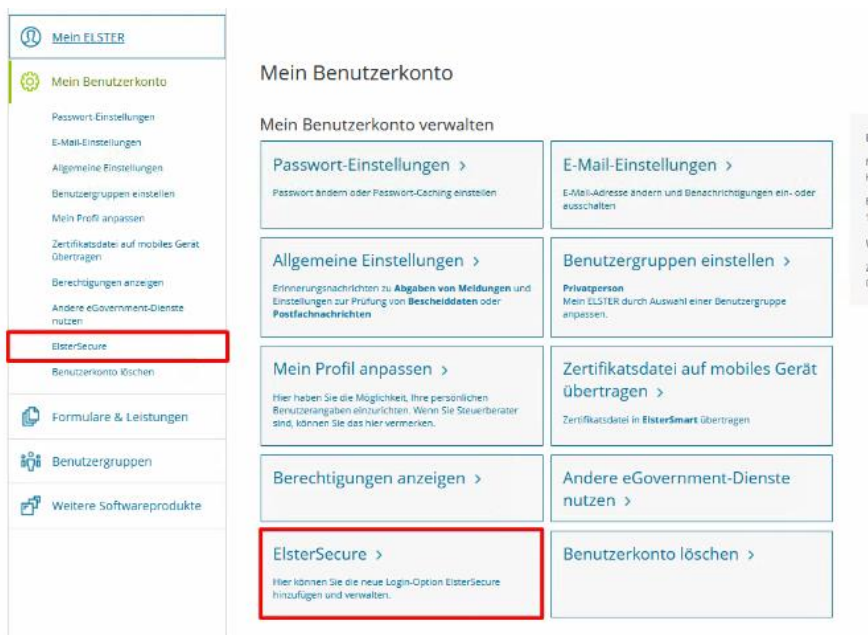 Mein ELSTER
Mein Benutzerkonto
Passwort-Einstellungen
E-Mail-Einstellungen
Allgemeine Einstellungen
Benutzergruppen einstellen
Mein Profil anpassen
Zertifikatsdatei auf mobiles Gerät
übertragen
Berechtigungen anzeigen
Andere eGovernment-Dienste
nutzen
ElsterSecure
Benutzerkonto löschen
Formulare & Leistungen
Benutzergruppen
Weitere Softwareprodukte
Mein Benutzerkonto
Mein Benutzerkonto verwalten
Passwort-Einstellungen >
Passwort ändern oder Passwort-Caching einstellen
E-Mail-Einstellungen >
E-Mail-Adresse ändern und Benachrichtigungen ein- oder
ausschalten
Allgemeine Einstellungen >
Erinnerungsnachrichten zu Abgaben von Meldungen und
Einstellungen zur Prüfung von Bescheiddaten oder
Postfachnachrichten
Benutzergruppen einstellen >
Privatperson
Mein ELSTER durch Auswahl einer Benutzergruppe
anpassen.
Mein Profil anpassen >
Hier haben Sie die Möglichkeit, Ihre persönlichen
Benutzerangaben einzurichten. Wenn Sie Steuerberater
sind, können Sie das hier vermerken.
Zertifikatsdatei auf mobiles Gerät
übertragen >
Zertifikatsdatei in ElsterSmart übertragen
Berechtigungen anzeigen >
Andere eGovernment-Dienste
nutzen >
ElsterSecure >
Hier können Sie die neue Login-Option ElsterSecure
hinzufügen und verwalten.
Benutzerkonto löschen >